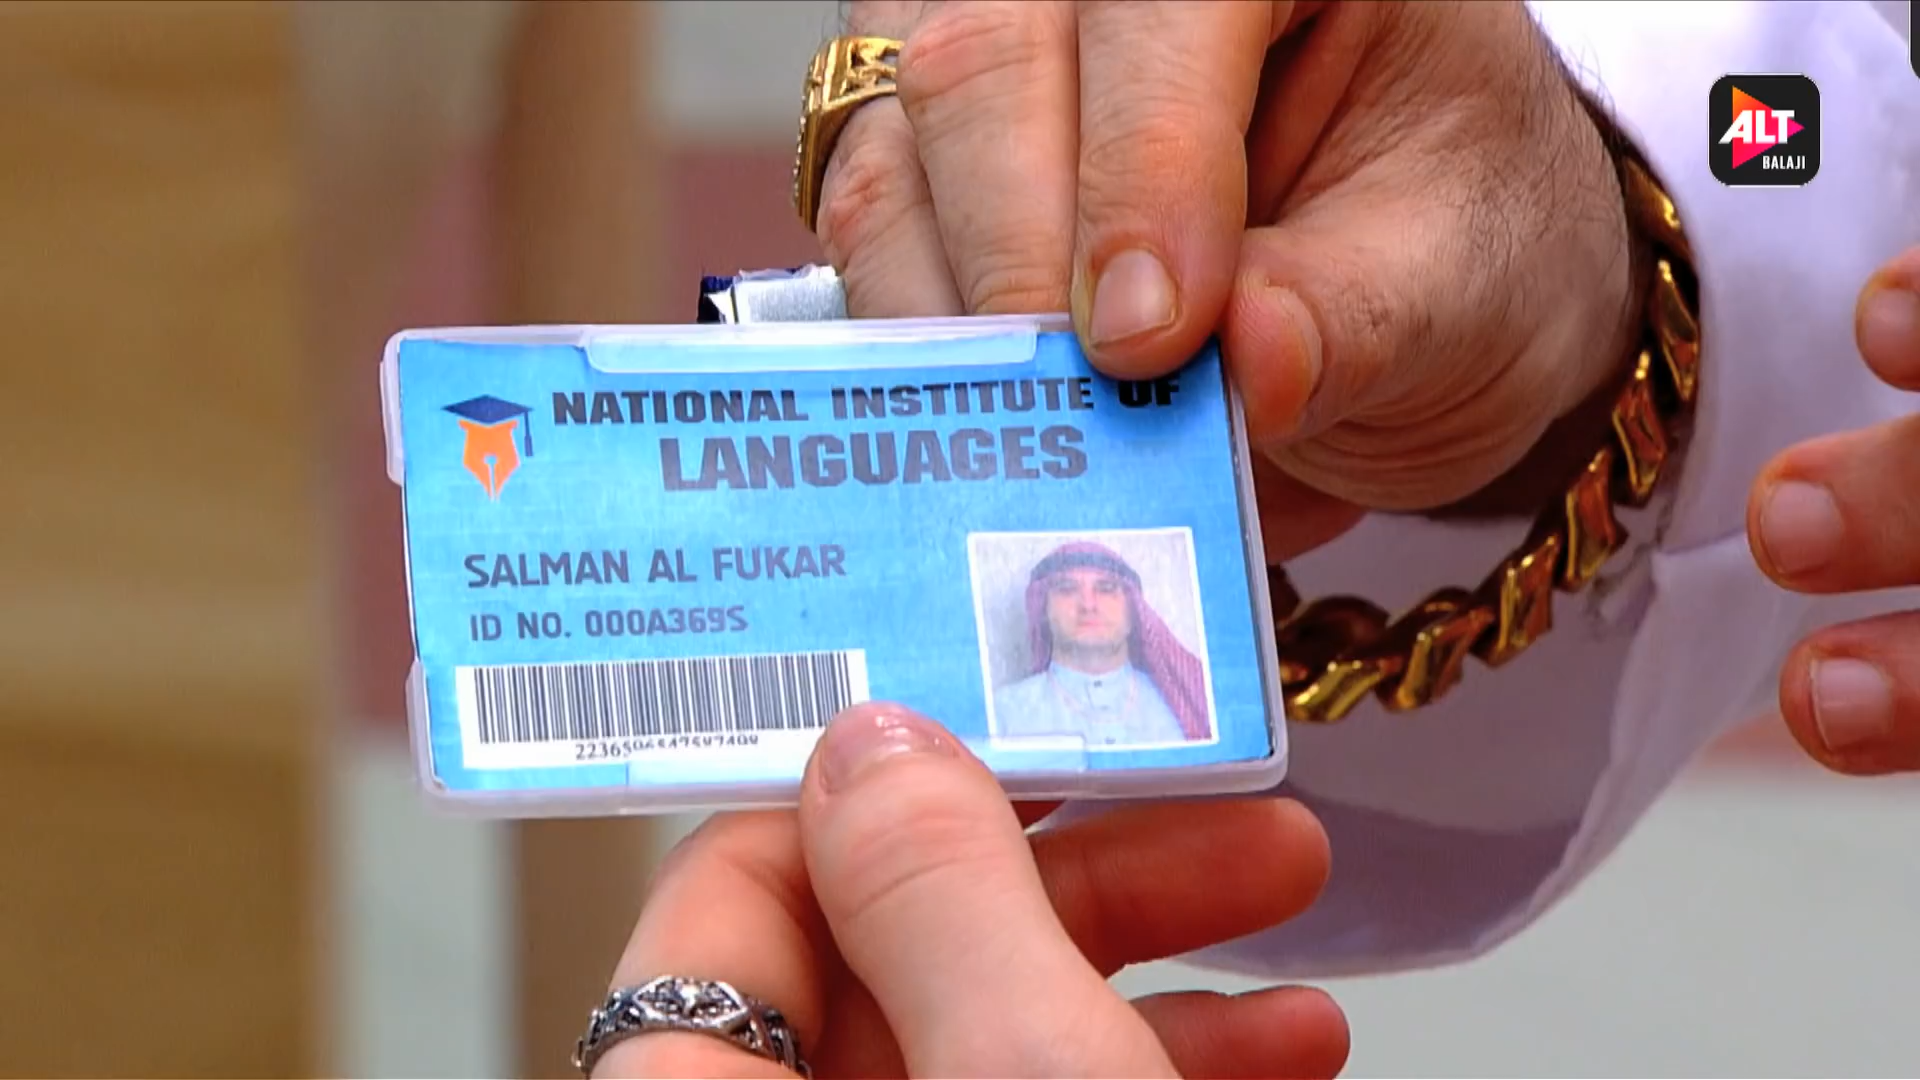 ALT
BALAJI
NATIONAL INSTITUTE OF
LANGUAGES
SALMAN AL FUKAR
ID NO. 000A369S